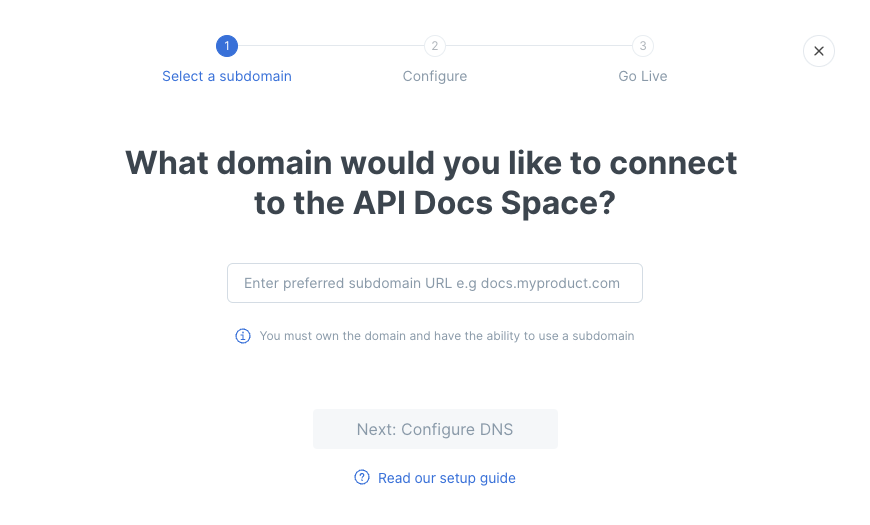 1
2
3
Select a subdomain
Configure
Go Live
What domain would you like to connect
to the API Docs Space?
Enter preferred subdomain URL e.g docs.myproduct.com
You must own the domain and have the ability to use a subdomain
Next: Configure DNS
Read our setup guide